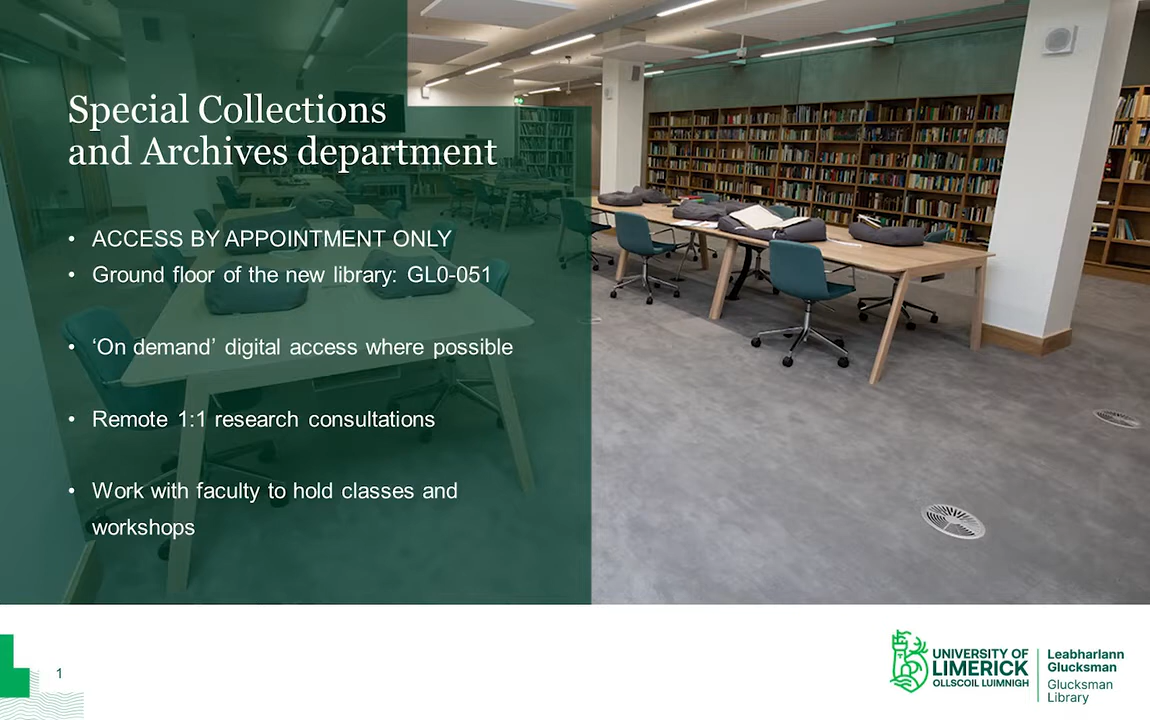 Special Collections
and Archives department
• ACCESS BY APPOINTMENT ONLY
• Ground floor of the new library: GL0-051
• ‘On demand’ digital access where possible
• Remote 1:1 research consultations
• Work with faculty to hold classes and
workshops
1
UNIVERSITY OF
LIMERICK
OLLSCOIL LUIMNIGH
Leabharlann
Glucksman
Glucksman
Library